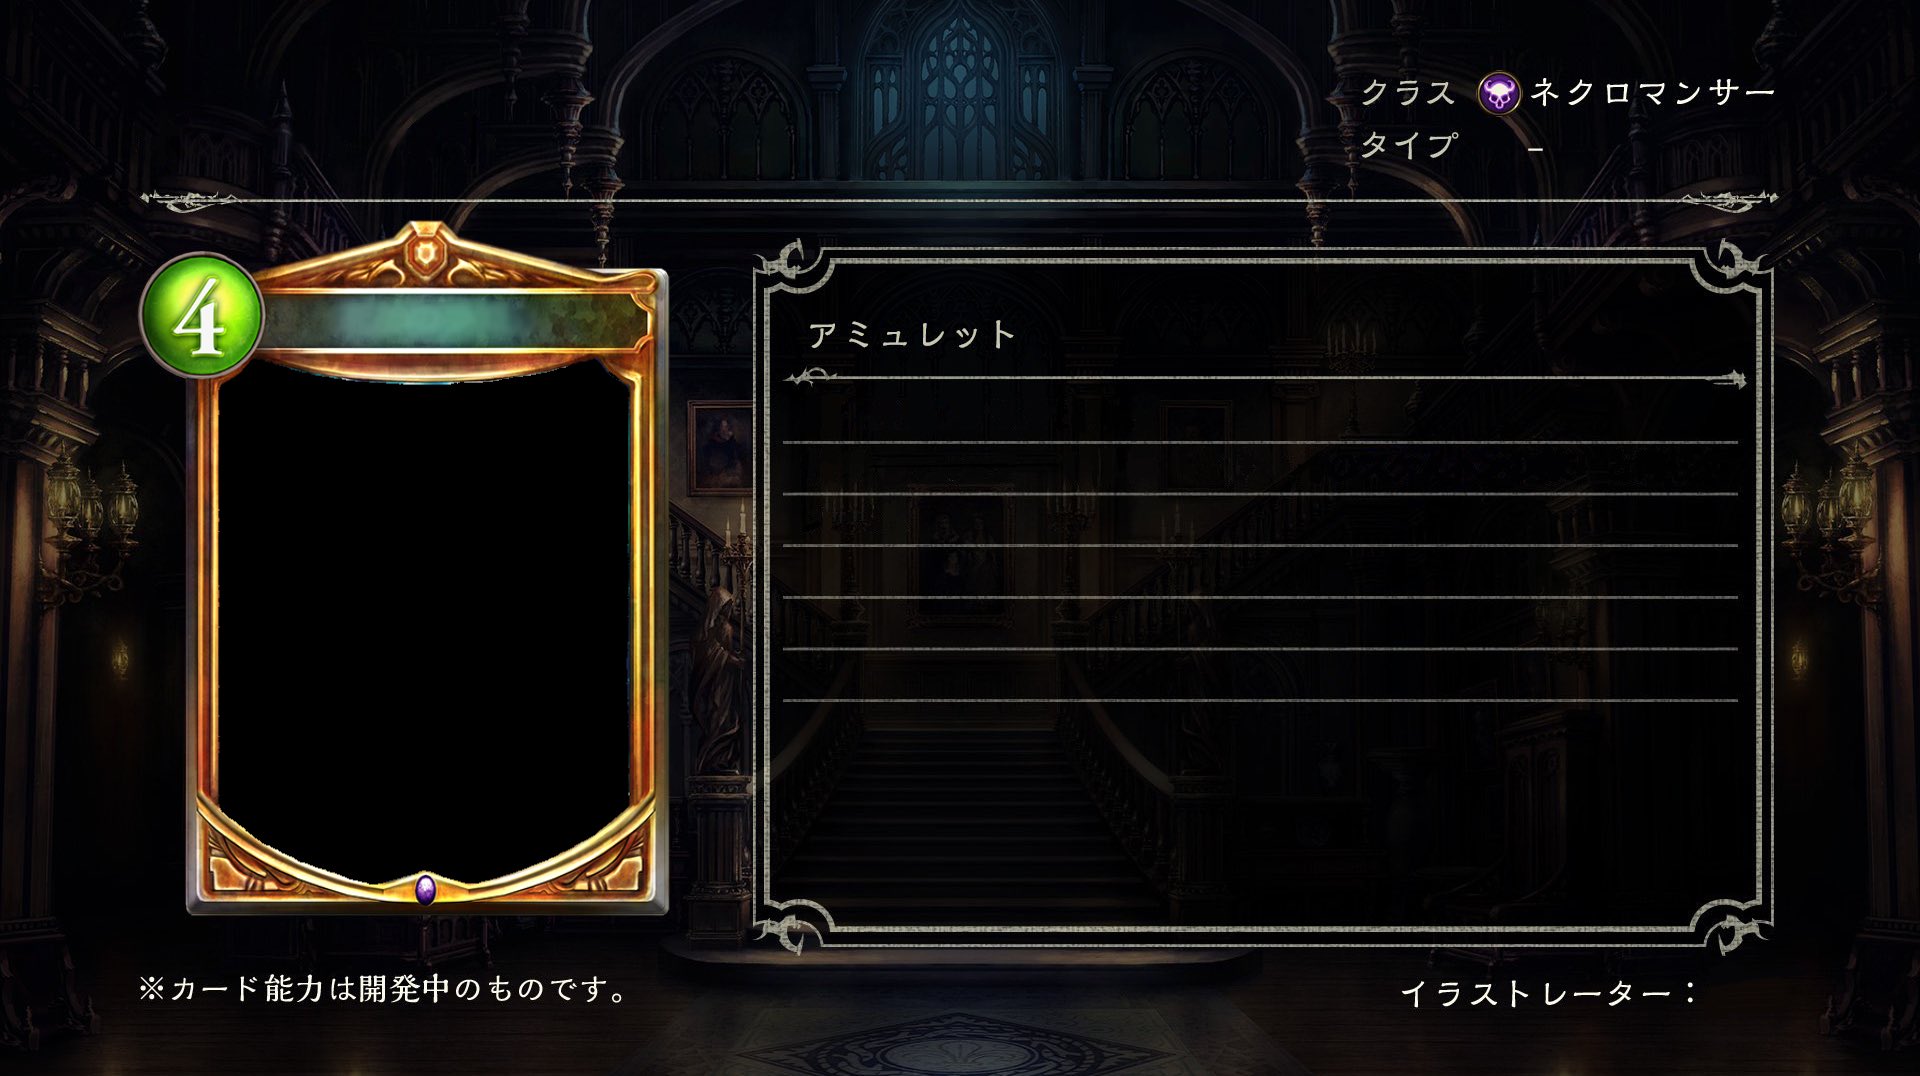 クラス ネクロマンサー
タイプ -
4
アミュレット
※カード能力は開発中のものです。
イラストレーター：